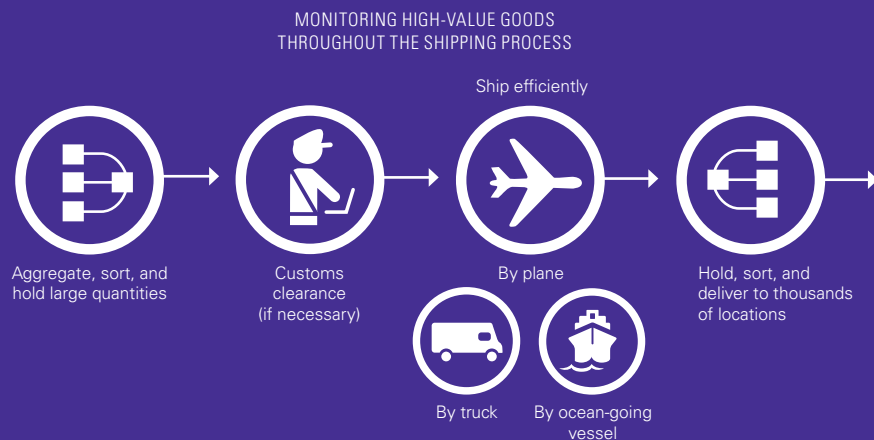 MONITORING HIGH-VALUE GOODS
THROUGHOUT THE SHIPPING PROCESS
Ship efficiently
Aggregate, sort, and
hold large quantities
Customs
clearance
(if necessary)
By plane
Hold, sort, and
deliver to thousands
of locations
By truck
By ocean-going
vessel